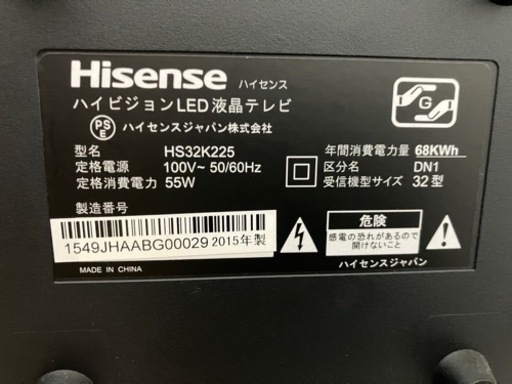 Hisense ハイセンス
ハイビジョンLED液晶テレビ
PS
E
ハイセンスジャパン株式会社
G
型名 HS32K225
定格電源 100V~ 50/60Hz
定格消費電力 55W
年間消費電力量 68KWh
区分名 DN1
受信機型サイズ 32型
製造番号
1549JHAABG00029 2015年製
MADE IN CHINA
危険
感電の恐れがあるので
開けないこと
ハイセンスジャパン